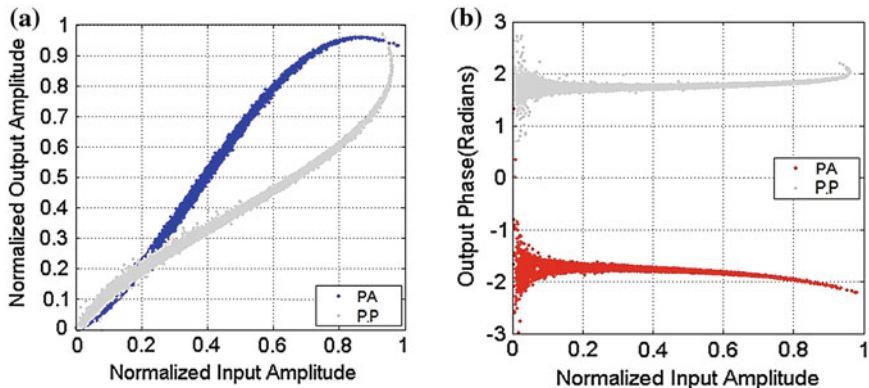 (a)
Normalized Output Amplitude
1
0.9
0.8
0.7
0.6
0.5
0.4
0.3
0.2
0.1
0
0.2
0.4
0.6
0.8
1
PA
P.P
Normalized Input Amplitude
(b)
Output Phase(Radians)
3
2
1
0
-1
-2
-3
0
0.2
0.4
0.6
0.8
1
PA
P.P
Normalized Input Amplitude